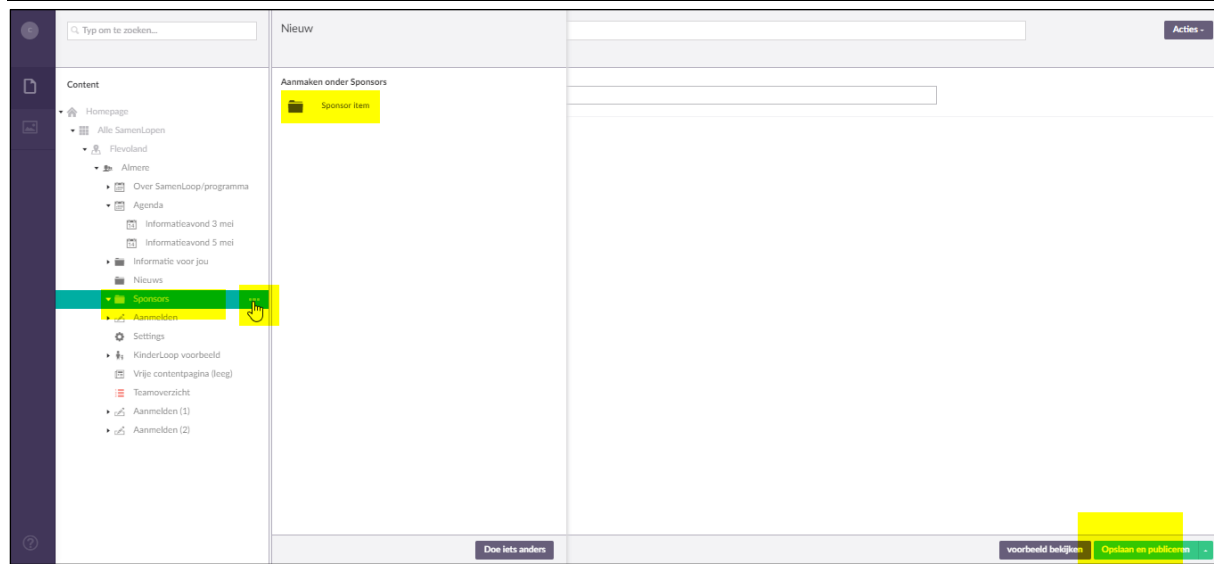 Typ om te zoeken...
Nieuw
Acties
Content
Aanmaken onder Sponsors
Sponsor item
Homepage
Alle SamenLopen
Flevoland
Almere
Over SamenLoop/programma
Agenda
Informatieavond 3 mei
Informatieavond 5 mei
Informatie voor jou
Nieuws
Sponsors
Aanmelden
Settings
KinderLoop voorbeeld
Vrije contentpagina (leeg)
Teamoverzicht
Aanmelden (1)
Aanmelden (2)
Doe iets anders
voorbeeld bekijken
Opslaan en publiceren